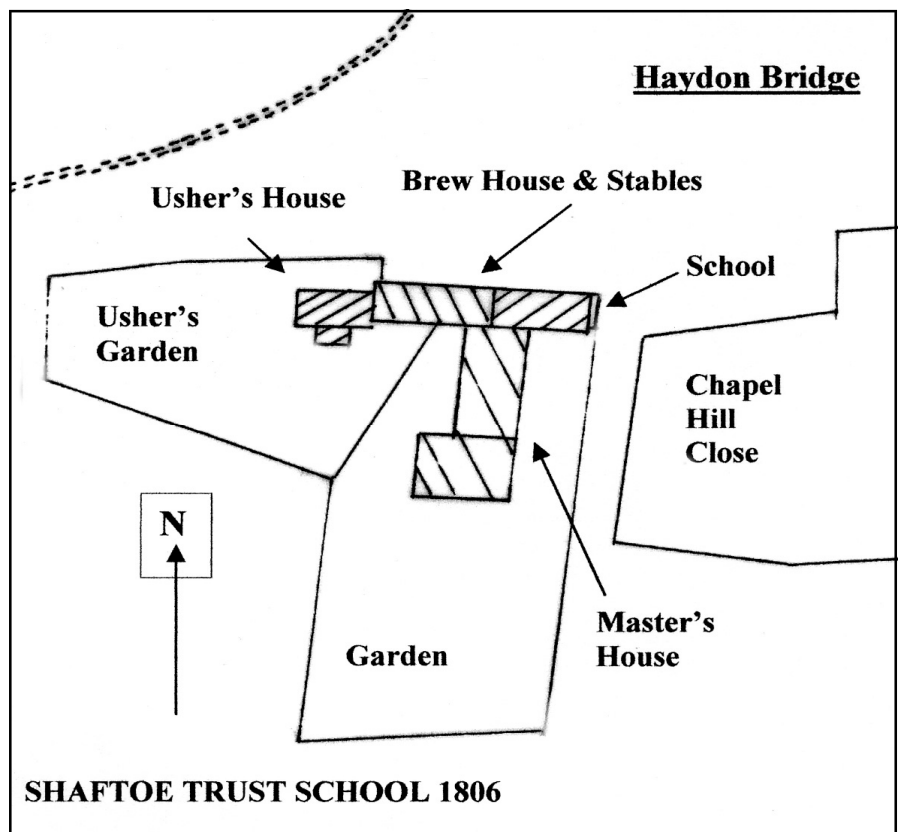 Haydon Bridge
Brew House & Stables
Usher's House
School
Usher's
Garden
Chapel
Hill
Close
N
Master's
House
Garden
SHAFTOE TRUST SCHOOL 1806